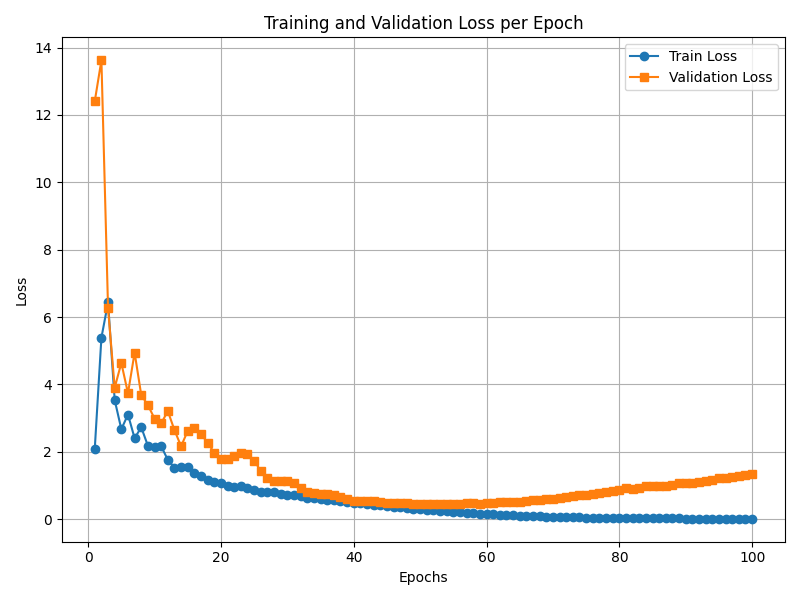 Training and Validation Loss per Epoch
Train Loss
Validation Loss
Loss
14
12
10
8
6
4
2
0
0 20 40 60 80 100
Epochs